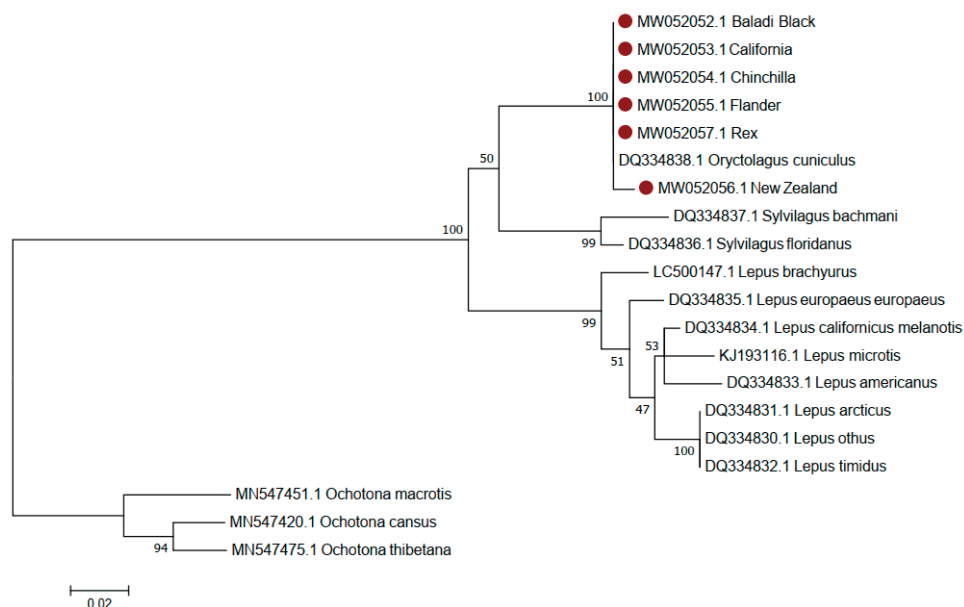 MW052052.1 Baladi Black
MW052053.1 California
MW052054.1 Chinchilla
100
MW052055.1 Flander
MW052057.1 Rex
50
DQ334838.1 Oryctolagus cuniculus
MW052056.1 New Zealand
DQ334837.1 Sylvilagus bachmani
100
99
DQ334836.1 Sylvilagus floridanus
LC500147.1 Lepus brachyurus
DQ334835.1 Lepus europaeus europaeus
99
DQ334834.1 Lepus californicus melanotis
53
KJ193116.1 Lepus microtis
51
DQ334833.1 Lepus americanus
47
DQ334831.1 Lepus arcticus
DQ334830.1 Lepus othus
100
DQ334832.1 Lepus timidus
MN547451.1 Ochotona macrotis
MN547420.1 Ochotona cansus
94
MN547475.1 Ochotona thibetana
0.02